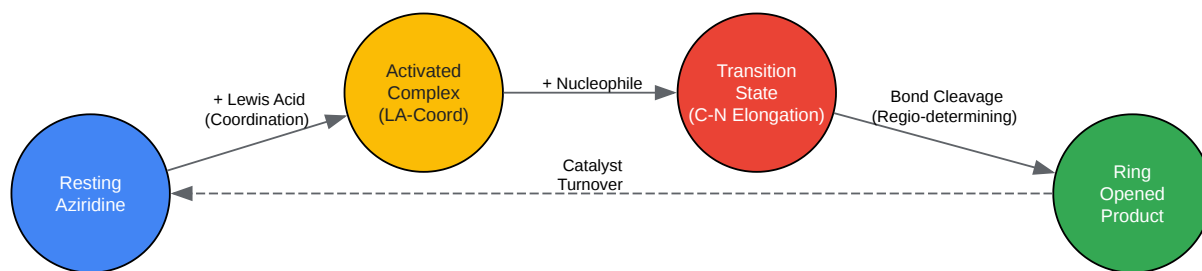 Resting
Aziridine
+ Lewis Acid
(Coordination)
Activated
Complex
(LA-Coord)
+ Nucleophile
Transition
State
(C-N Elongation)
Bond Cleavage
(Regio-determining)
Ring
Opened
Product
Catalyst
Turnover